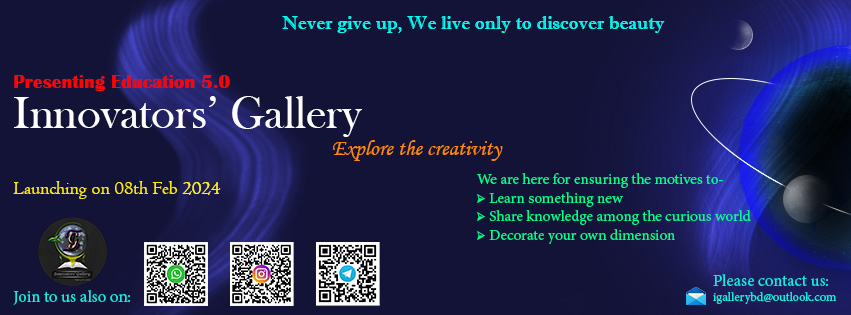 Never give up, We live only to discover beauty
Presenting Education 5.0
Innovators' Gallery
Explore the creativity
Launching on 08th Feb 2024
We are here for ensuring the motives to-
➢ Learn something new
➢ Share knowledge among the curious world
➢ Decorate your own dimension
Innovators' Gallery
Join to us also on:
Please contact us:
igallerybd@outlook.com